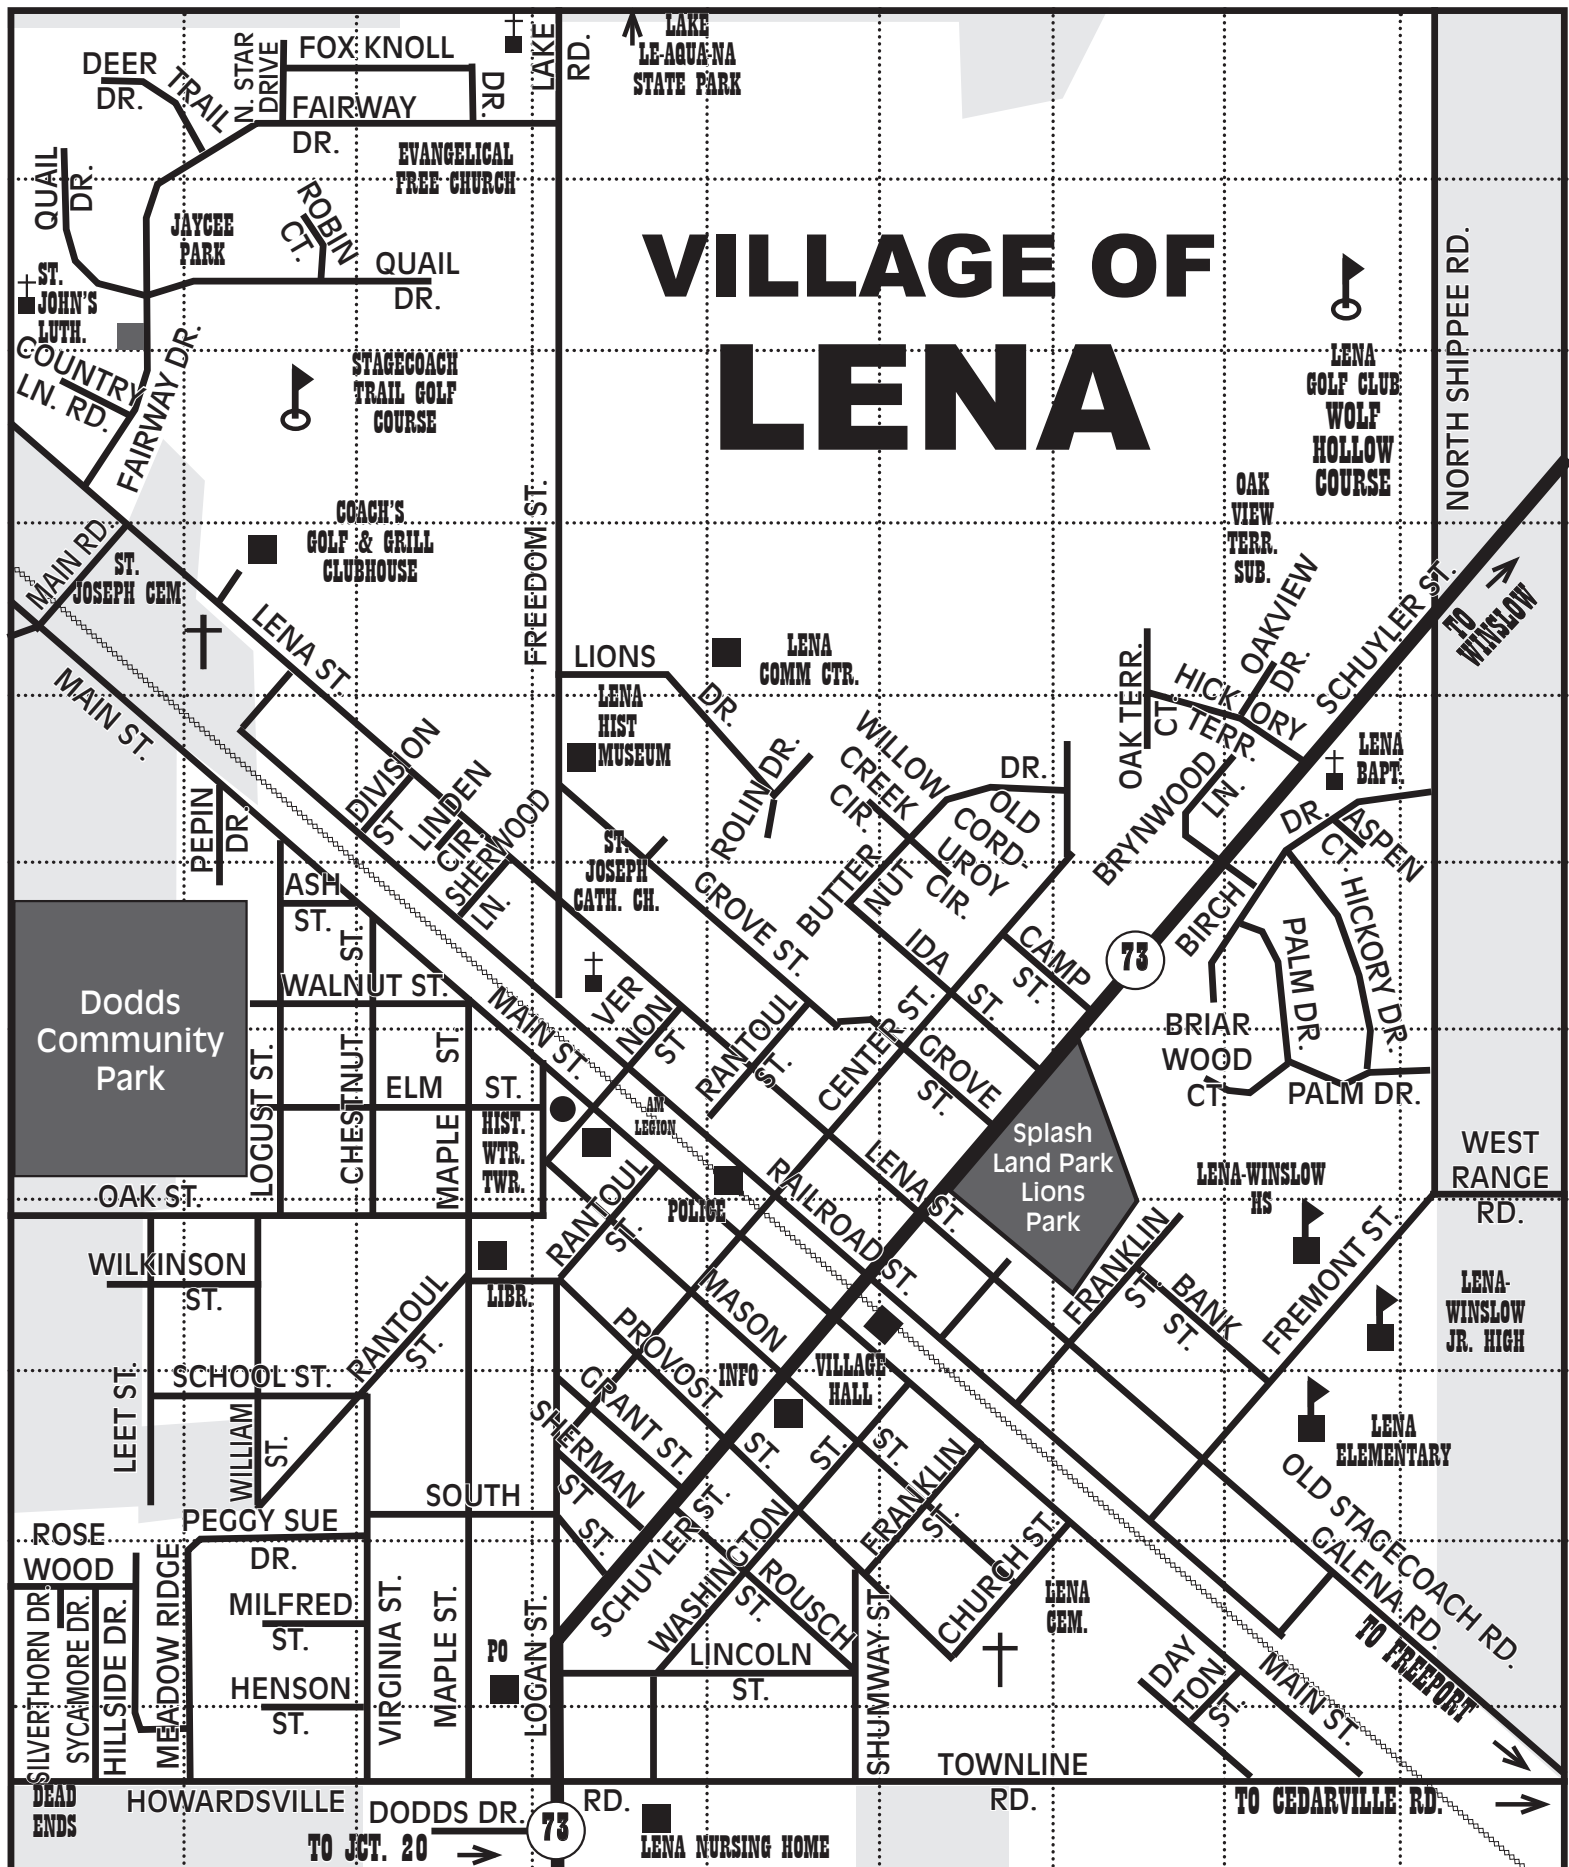 VILLAGE OF
LENA
DEER
DR.
TRAIL
N. STAR
DRIVE
FOX KNOLL
DR.
FAIRWAY
DR.
LAKE
RD.
LAKE
LE-AQUA-NA
STATE PARK
EVANGELICAL
FREE CHURCH
QUAIL
DR.
JAYCEE
PARK
ROBIN
CT.
QUAIL
DR.
ST.
JOHN'S
LUTH.
COUNTRY
LN. RD.
FAIRWAY DR.
STAGECOACH
TRAIL GOLF
COURSE
LENA
GOLF CLUB
WOLF
HOLLOW
COURSE
NORTH SHIPPEE RD.
MAIN RD.
ST.
JOSEPH CEM
COACH'S
GOLF & GRILL
CLUBHOUSE
FREEDOM ST.
OAK
VIEW
TERR.
SUB.
OAKVIEW
DR.
SCHUYLER ST.
TO
WINSLOW
LENA ST.
MAIN ST.
LIONS
DR.
LENA
COMM CTR.
LENA
HIST
MUSEUM
OAK TERR.
CT.
HICK
ORY
TERR.
LENA
BAPT.
DIVISION
ST
LINDEN
CIR.
SHERWOOD
LN.
ROLIN DR.
WILLOW
CREEK
CIR.
DR.
OLD
CORD-
UROY
CIR.
BRYNWOOD
LN.
DR.
ASPEN
CT.
PEPIN
DR.
ST.
JOSEPH
CATH. CH.
GROVE ST.
BUTTER
NUT
IDA
ST.
CAMP
ST.
73
BIRCH
PALM DR.
HICKORY DR.
ASH
ST.
WALNUT ST.
ST.
Dodds
Community
Park
MAIN ST.
VER
NON
ST
RANTOUL
ST.
CENTER ST.
GROVE
ST.
BRIAR
WOOD
CT.
PALM DR.
LOGUST ST.
CHESTNUT
ST.
MAPLE
ELM
ST.
HIST.
WTR.
TWR.
AM
LEGION
Splash
Land Park
Lions
Park
WEST
RANGE
RD.
OAK ST.
RANTOUL
ST.
POLICE
RAILROAD ST.
LENA ST.
LENA-WINSLOW
HS
FREMONT ST.
WILKINSON
ST.
RANTOUL
ST.
LIBR.
MASON
ST.
PROVOST
ST.
FRANKLIN
ST
BANK
ST.
LENA-
WINSLOW
JR. HIGH
LEET ST.
SCHOOL ST.
WILLIAM
ST.
GRANT ST.
INFO
VILLAGE
HALL
SHERMAN
ST
ST.
ST.
LENA
ELEMENTARY
SOUTH
PEGGY SUE
DR.
SCHUYLER ST.
WASHINGTON
ST.
FRANKLIN
ST.
CHURCH ST.
OLD STAGECOACH RD.
GALENA RD.
TO FREEPORT
ROSE
WOOD
SILVERTHORN DR.
SYCAMORE DR.
HILLSIDE DR.
MEADOW RIDGE
MILFRED
ST.
HENSON
ST.
VIRGINIA ST.
MAPLE ST.
PO
LOGAN ST.
ROUSCH
LINCOLN
ST.
SHUMWAY ST.
LENA
CEM.
DAY
TON
ST.
MAIN ST.
DEAD
ENDS
HOWARDSVILLE
RD.
TOWNLINE
RD.
DODDS DR.
73
TO JCT. 20
LENA NURSING HOME
TO CEDARVILLE RD.